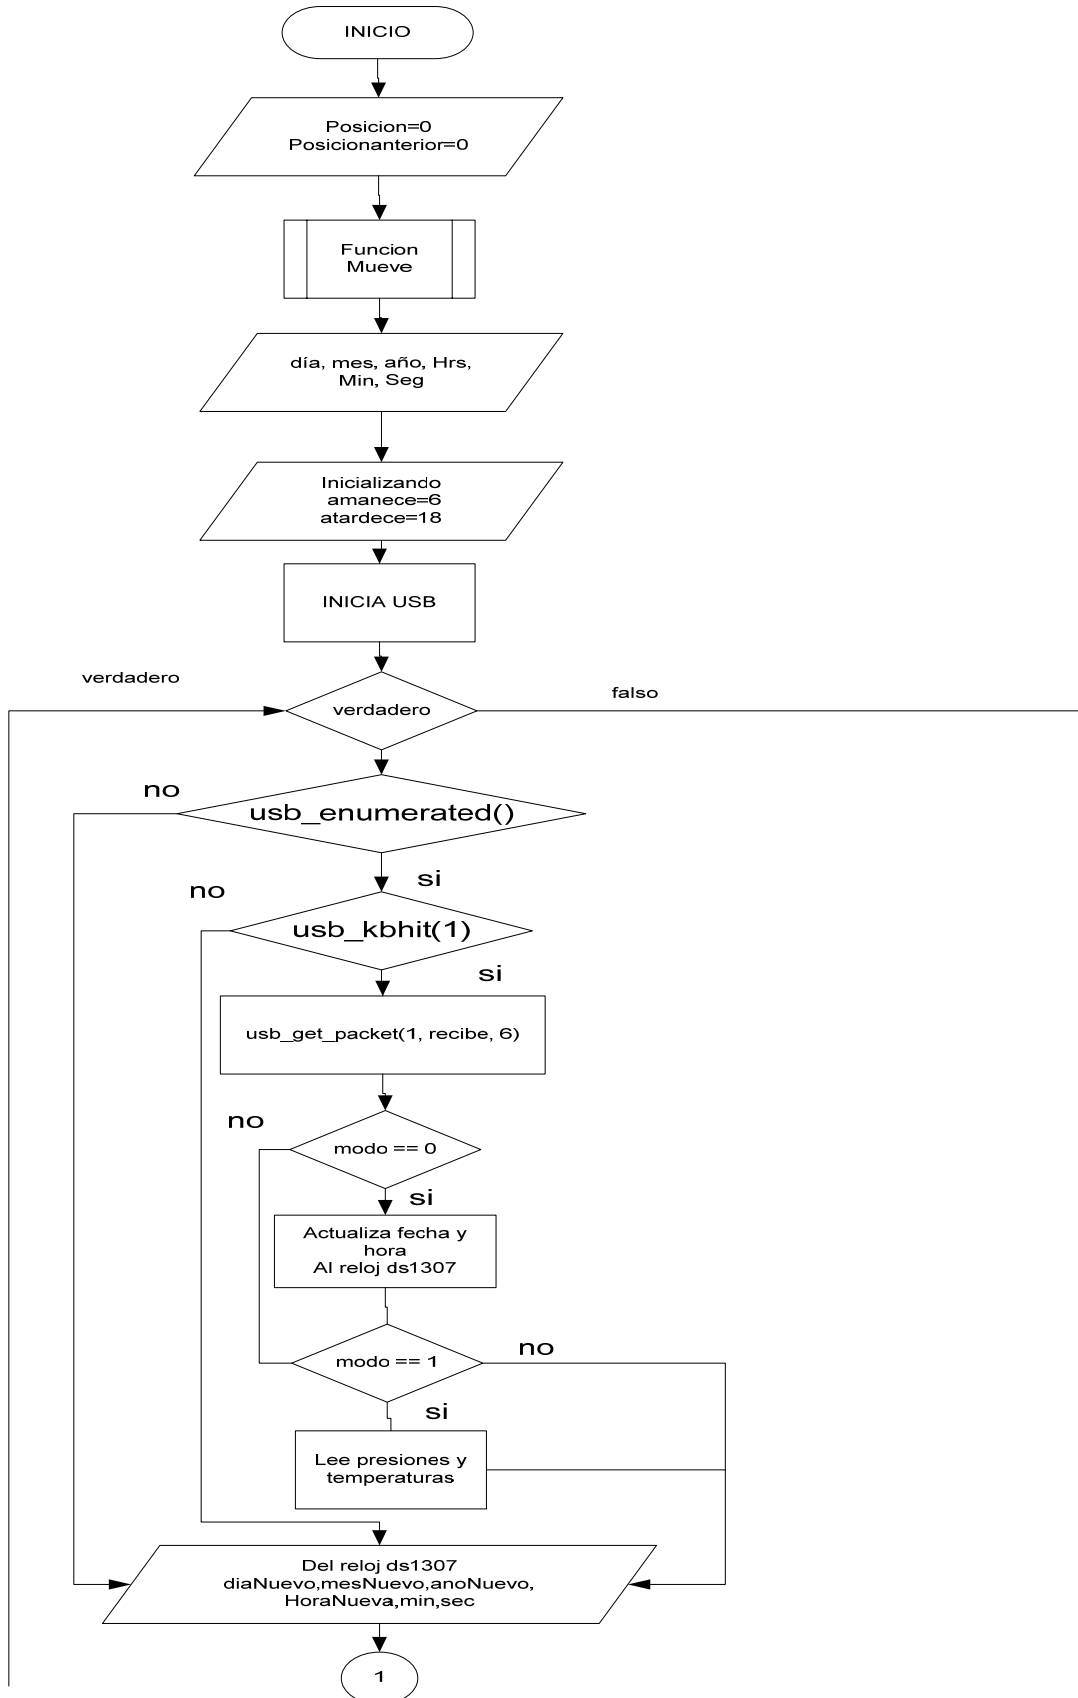 INICIO
Posicion=0
Posicionanterior=0
Funcion
Mueve
día, mes, año, Hrs,
Min, Seg
Inicializando
amanece=6
atardece=18
INICIA USB
verdadero
falso
verdadero
no
usb_enumerated()
si
no
usb_kbhit(1)
si
usb_get_packet(1, recibe, 6)
no
modo == 0
si
Actualiza fecha y
hora
Al reloj ds1307
no
modo == 1
si
Lee presiones y
temperaturas
Del reloj ds1307
diaNuevo,mesNuevo,anoNuevo,
HoraNueva,min,sec
1